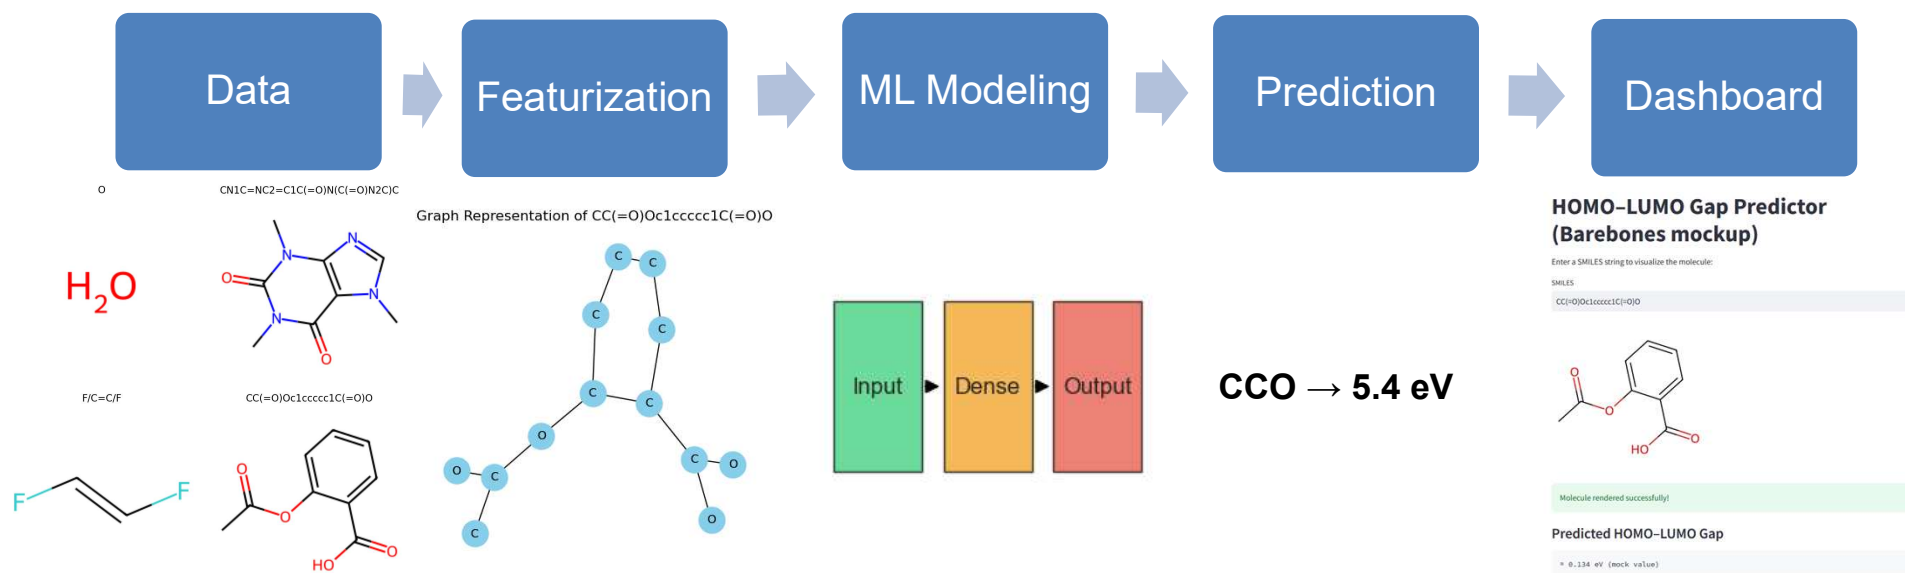 Data
Featurization
ML Modeling
Prediction
Dashboard
O
CN1C=NC2=C1C(=O)N(C(=O)N2C)C
H2O
N
N
O
N
N
O
F/C=C/F
CC(=O)Oc1ccccc1C(=O)O
F
F
O
O
HO
O
Graph Representation of CC(=O)Oc1ccccc1C(=O)O
C
C
C
C
C
C
O
O
C
C
O
C
O
Input
Dense
Output
CCO → 5.4 eV
HOMO–LUMO Gap Predictor
(Barebones mockup)
Enter a SMILES string to visualize the molecule:
SMILES
CC(=O)Oc1ccccc1C(=O)O
O
O
O
HO
Molecule rendered successfully!
Predicted HOMO–LUMO Gap
= 0.134 eV (mock value)